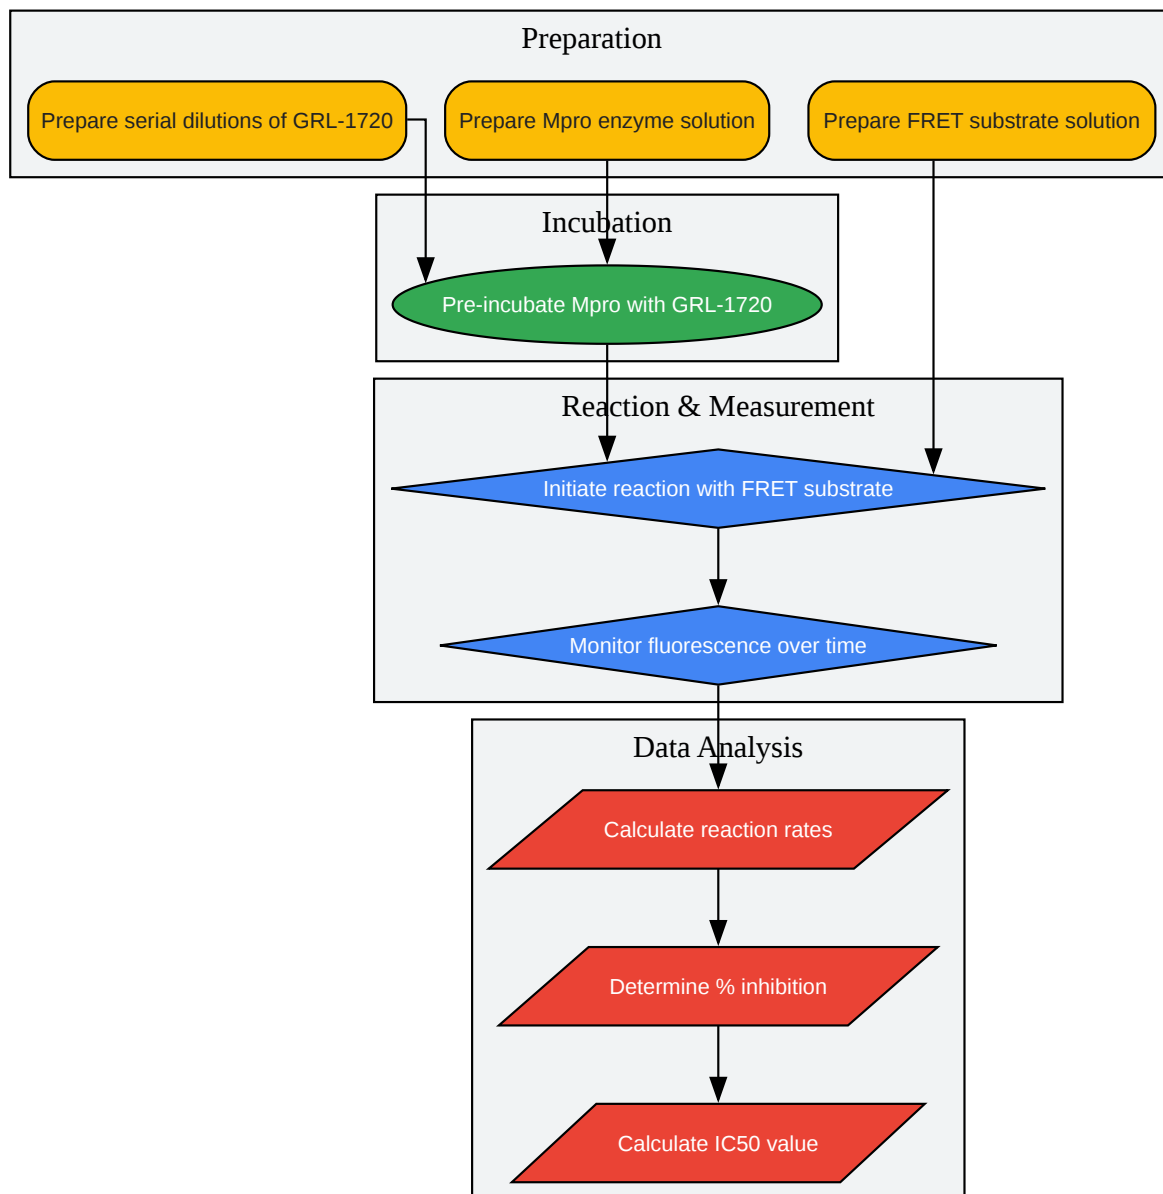 Preparation
Prepare serial dilutions of GRL-1720
Prepare Mpro enzyme solution
Prepare FRET substrate solution
Incubation
Pre-incubate Mpro with GRL-1720
Reaction & Measurement
Initiate reaction with FRET substrate
Monitor fluorescence over time
Data Analysis
Calculate reaction rates
Determine % inhibition
Calculate IC50 value